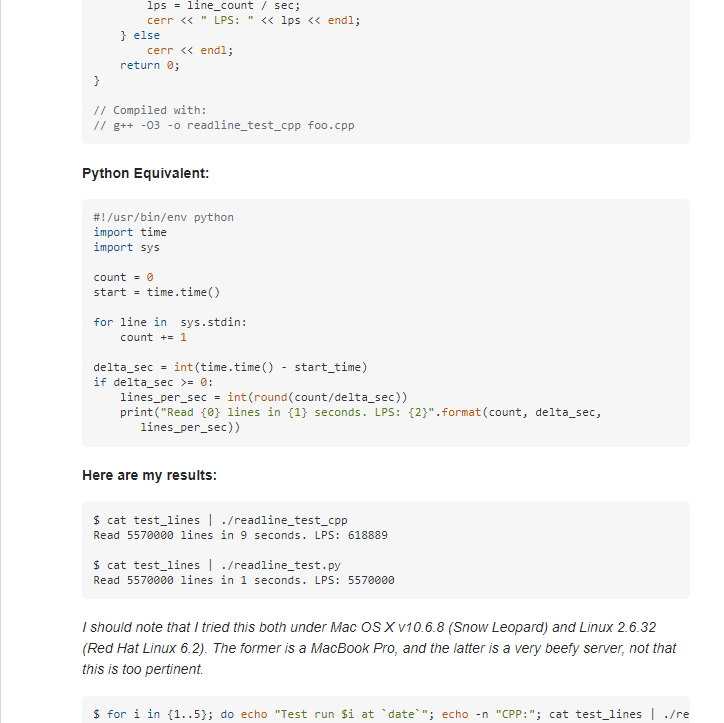 lps = line_count / sec;
cerr << " LPS: " << lps << endl;
} else
cerr << endl;
return 0;
}
// Compiled with:
// g++ -O3 -o readline_test_cpp foo.cpp
Python Equivalent:
#!/usr/bin/env python
import time
import sys
count = 0
start = time.time()
for line in  sys.stdin:
count += 1
delta_sec = int(time.time() - start_time)
if delta_sec >= 0:
lines_per_sec = int(round(count/delta_sec))
print("Read {0} lines in {1} seconds. LPS: {2}".format(count, delta_sec,
lines_per_sec))
Here are my results:
$ cat test_lines | ./readline_test_cpp
Read 5570000 lines in 9 seconds. LPS: 618889
$ cat test_lines | ./readline_test.py
Read 5570000 lines in 1 seconds. LPS: 5570000
I should note that I tried this both under Mac OS X v10.6.8 (Snow Leopard) and Linux 2.6.32
(Red Hat Linux 6.2). The former is a MacBook Pro, and the latter is a very beefy server, not that
this is too pertinent.
$ for i in {1..5}; do echo "Test run $i at `date`"; echo -n "CPP:"; cat test_lines | ./re